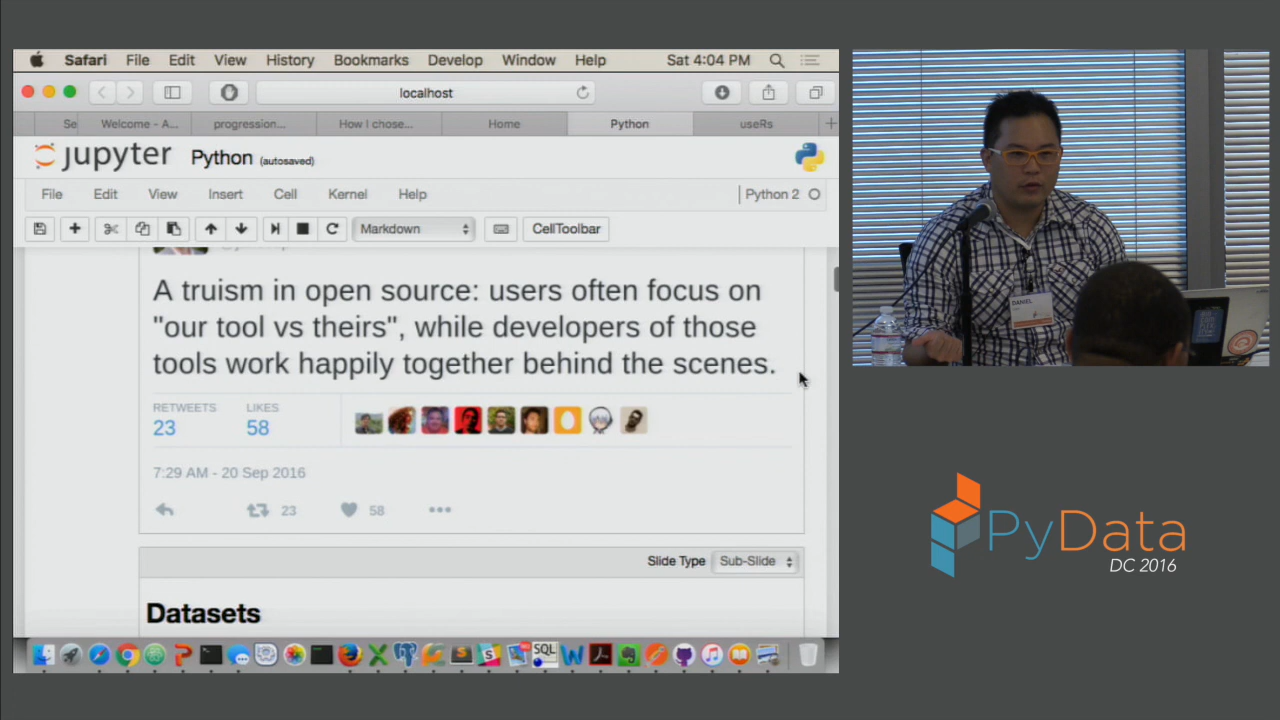 Safari File Edit View History Bookmarks Develop Window Help Sat 4:04 PM
localhost
Se Welcome - A... progression... How I chose... Home Python useRs
jupyter Python (autosaved)
File Edit View Insert Cell Kernel Help Python 2
Markdown CellToolbar
A truism in open source: users often focus on
"our tool vs theirs", while developers of those
tools work happily together behind the scenes.
RETWEETS LIKES
23 58
7:29 AM - 20 Sep 2016
23 58
Slide Type Sub-Slide
Datasets
SQL
DANIEL
PyData
DC 2016